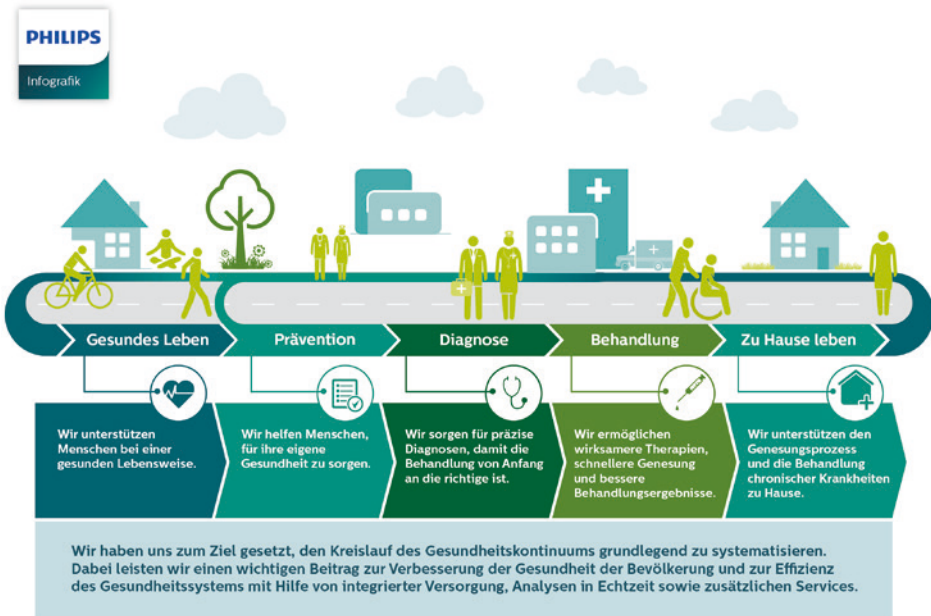 PHILIPS
Infografik
Gesundes Leben
Prävention
Diagnose
Behandlung
Zu Hause leben
Wir unterstützen
Menschen bei einer
gesunden Lebensweise.
Wir helfen Menschen,
für ihre eigene
Gesundheit zu sorgen.
Wir sorgen für präzise
Diagnosen, damit die
Behandlung von Anfang
an die richtige ist.
Wir ermöglichen
wirksamere Therapien,
schnellere Genesung
und bessere
Behandlungsergebnisse.
Wir unterstützen den
Genesungsprozess
und die Behandlung
chronischer Krankheiten
zu Hause.
Wir haben uns zum Ziel gesetzt, den Kreislauf des Gesundheitskontinuums grundlegend zu systematisieren.
Dabei leisten wir einen wichtigen Beitrag zur Verbesserung der Gesundheit der Bevölkerung und zur Effizienz
des Gesundheitssystems mit Hilfe von integrierter Versorgung, Analysen in Echtzeit sowie zusätzlichen Services.